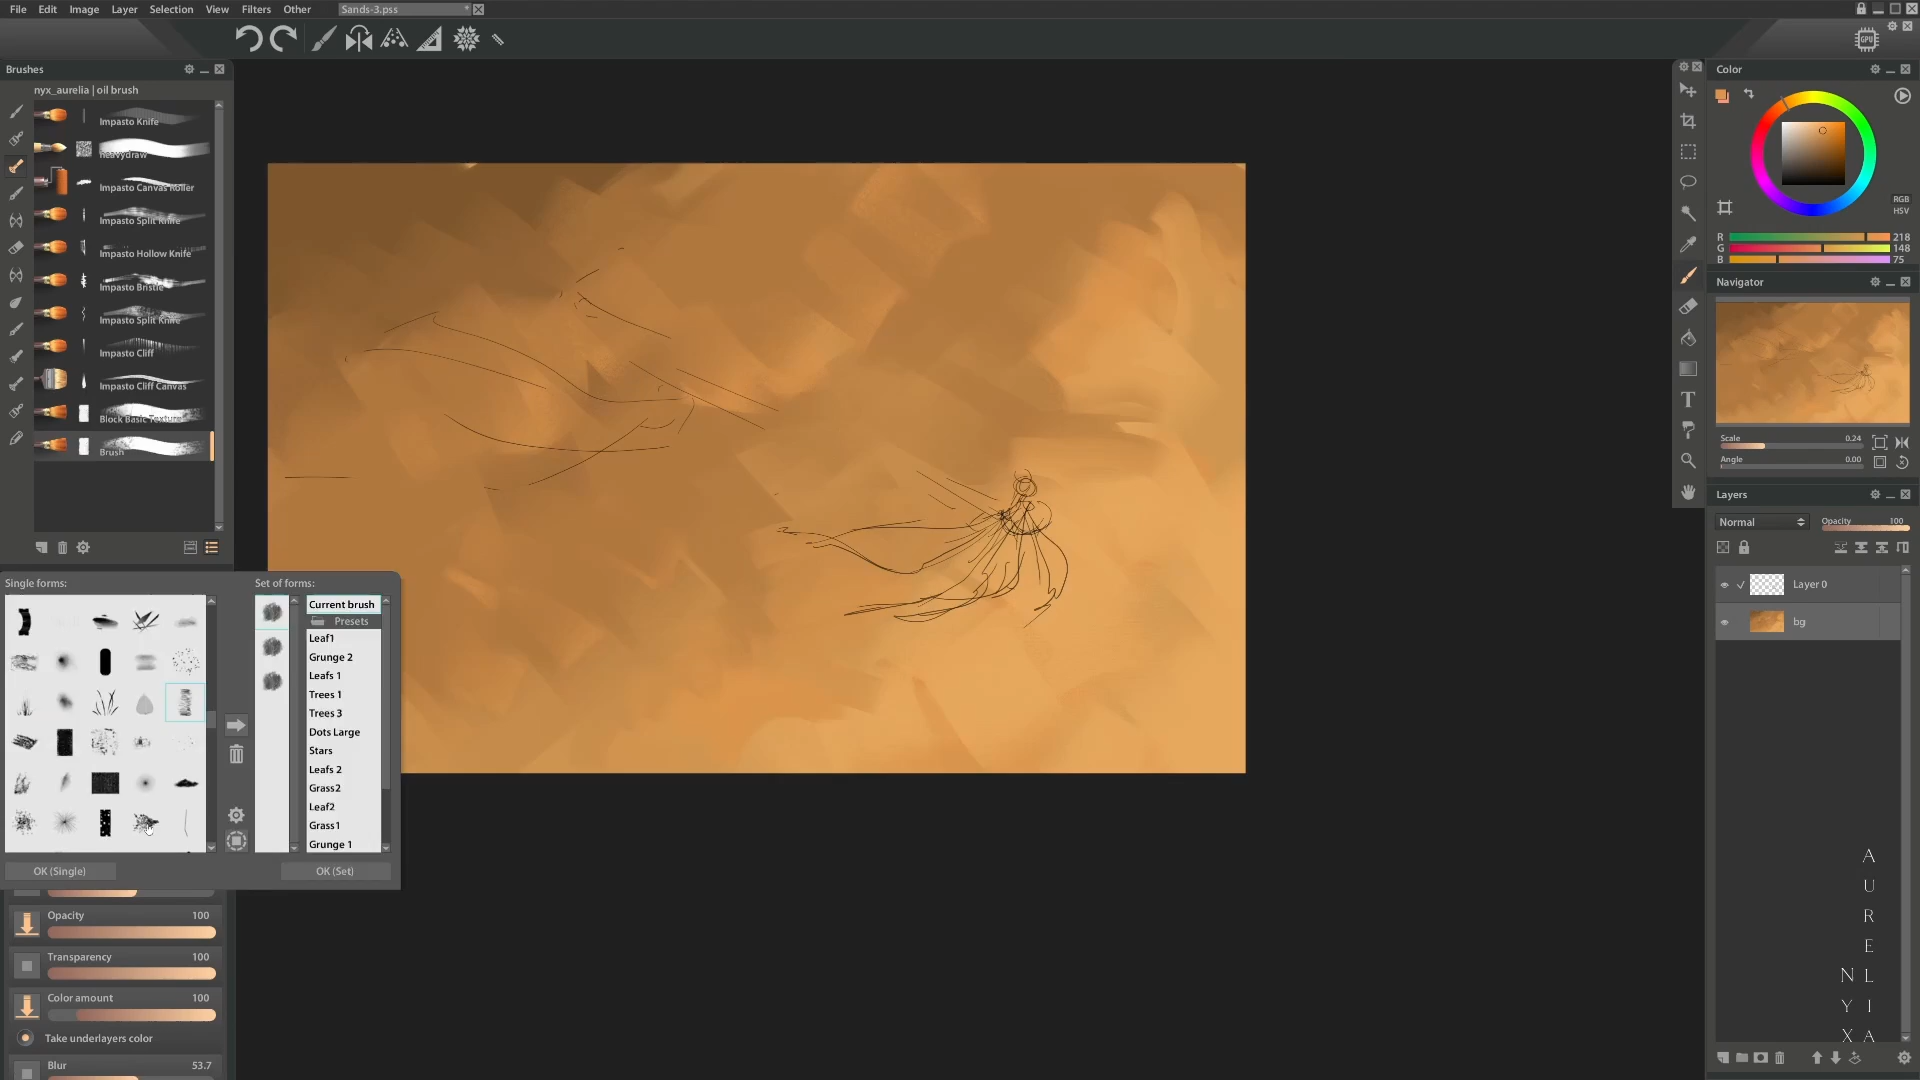 File Edit Image Layer Selection View Filters Other Sands-3.pss *
Brushes
nyx_aurelia | oil brush
Impasto Knife
heavydraw
Impasto Canvas Roller
Impasto Split Knife
Impasto Hollow Knife
Impasto Bristle
Impasto Split Knife
Impasto Cliff
Impasto Cliff Canvas
Block Basic Texture
Brush
Single forms:
Set of forms:
Current brush
Presets
Leaf1
Grunge 2
Leafs 1
Trees 1
Trees 3
Dots Large
Stars
Leafs 2
Grass2
Leaf2
Grass1
Grunge 1
OK (Single)
OK (Set)
Opacity 100
Transparency 100
Color amount 100
Take underlayers color
Blur 53.7
GPU
Color
RGB
HSV
R 218
G 148
B 75
Navigator
Scale 0.24
Angle 0.00
Layers
Normal
Opacity 100
Layer 0
bg
A
U
R
E
N L
Y I
X A